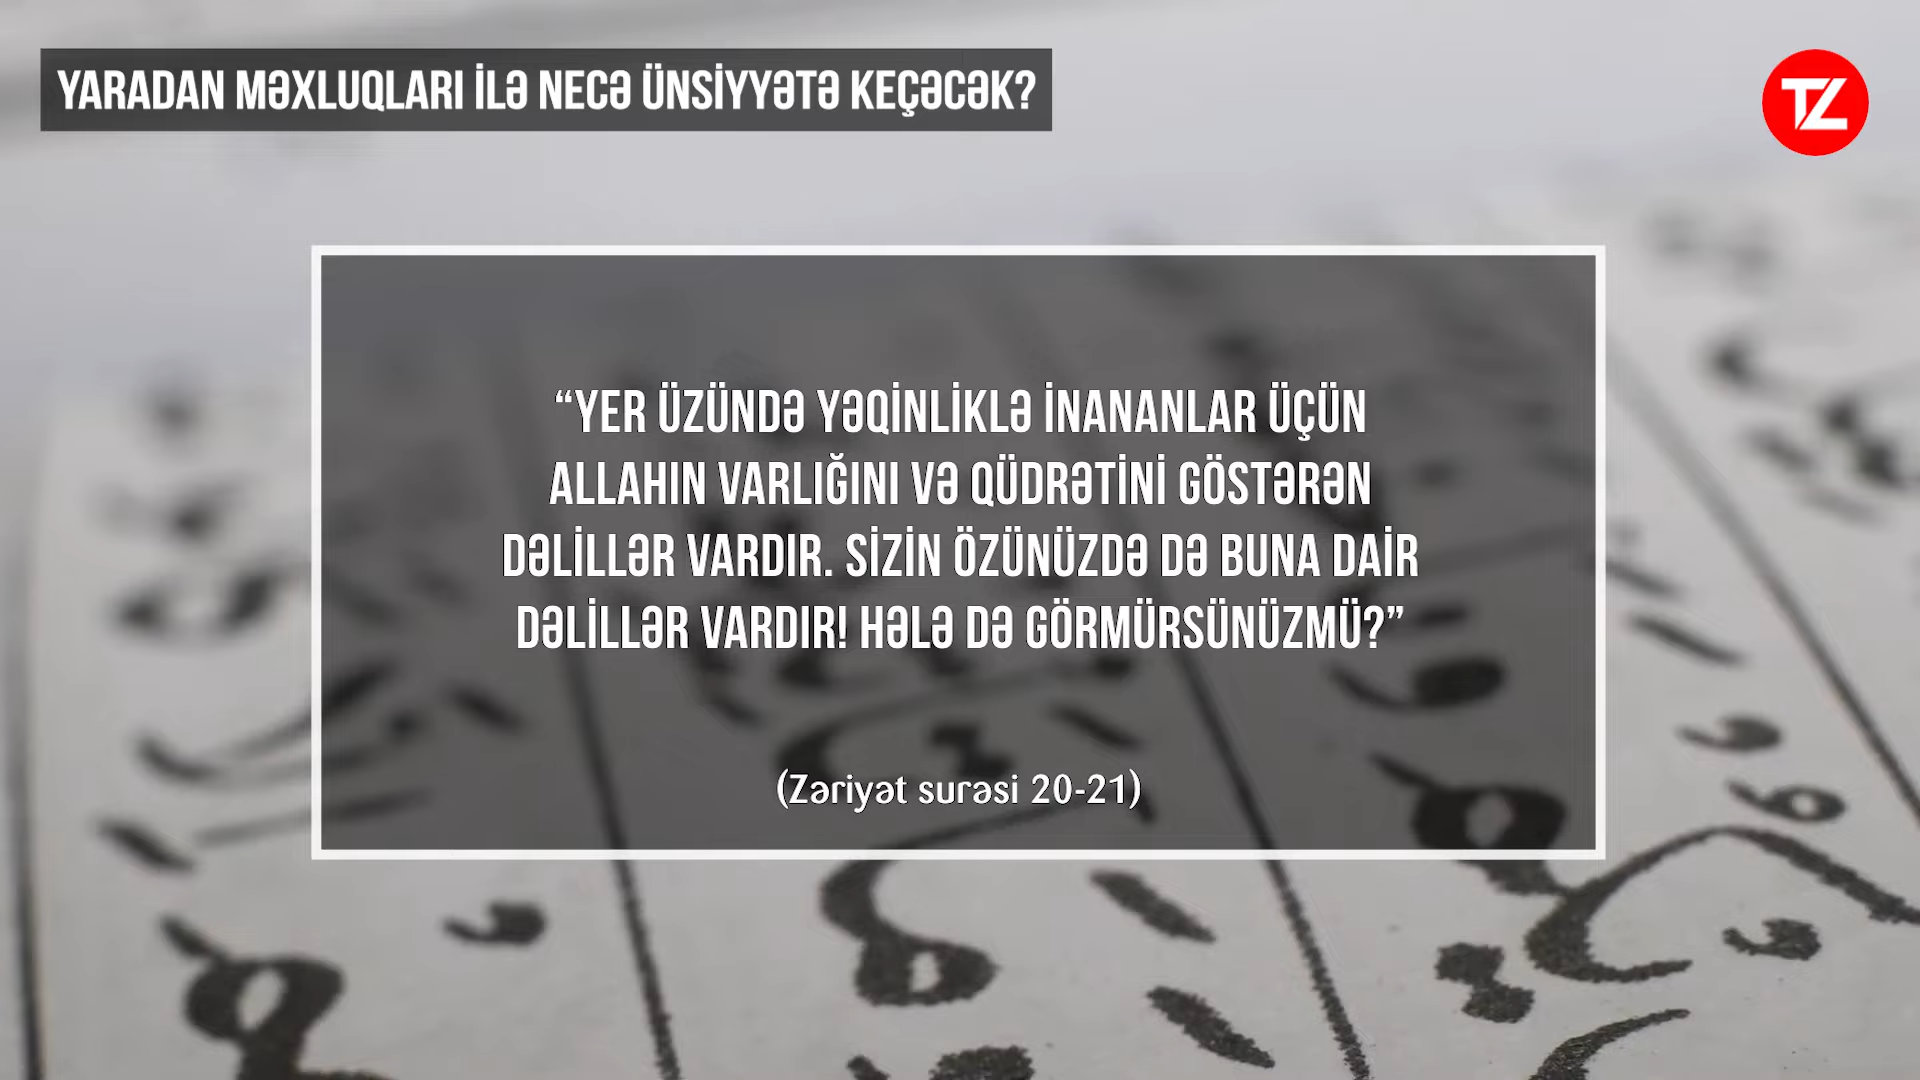 YARADAN MƏXLUQLARI İLƏ NECƏ ÜNSİYYƏTƏ KEÇƏCƏK?
TZ
“YER ÜZÜNDƏ YƏQİNLİKLƏ İNANANLAR ÜÇÜN
ALLAHIN VARLIĞINI VƏ QÜDRƏTİNİ GÖSTƏRƏN
DƏLİLLƏR VARDIR. SİZİN ÖZÜNÜZDƏ DƏ BUNA DAİR
DƏLİLLƏR VARDIR! HƏLƏ DƏ GÖRMÜRSÜNÜZMÜ?”
(Zəriyət surəsi 20-21)